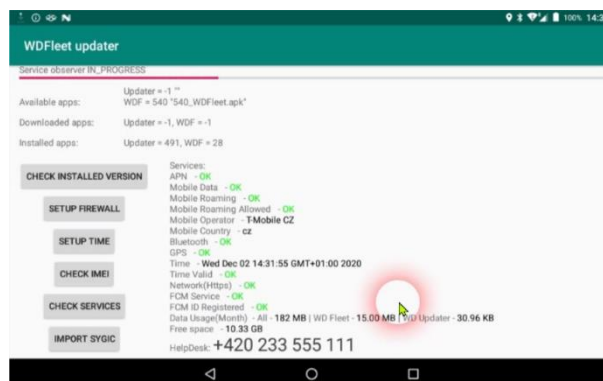 100% 14:3
WDFleet updater
Service observer IN_PROGRESS
Updater = -1 ""
Available apps: WDF = 540 "540_WDFleet.apk"
Downloaded apps: Updater = -1, WDF = -1
Installed apps: Updater = 491, WDF = 28
CHECK INSTALLED VERSION
SETUP FIREWALL
SETUP TIME
CHECK IMEI
CHECK SERVICES
IMPORT SYGIC
Services:
APN - OK
Mobile Data - OK
Mobile Roaming - OK
Mobile Roaming Allowed - OK
Mobile Operator - T-Mobile CZ
Mobile Country - cz
Bluetooth - OK
GPS - OK
Time - Wed Dec 02 14:31:55 GMT+01:00 2020
Time Valid - OK
Network(Https) - OK
FCM Service - OK
FCM ID Registered - OK
Data Usage(Month) - All - 182 MB | WD Fleet - 15.00 MB | WD Updater - 30.96 KB
Free space - 10.33 GB
HelpDesk: +420 233 555 111